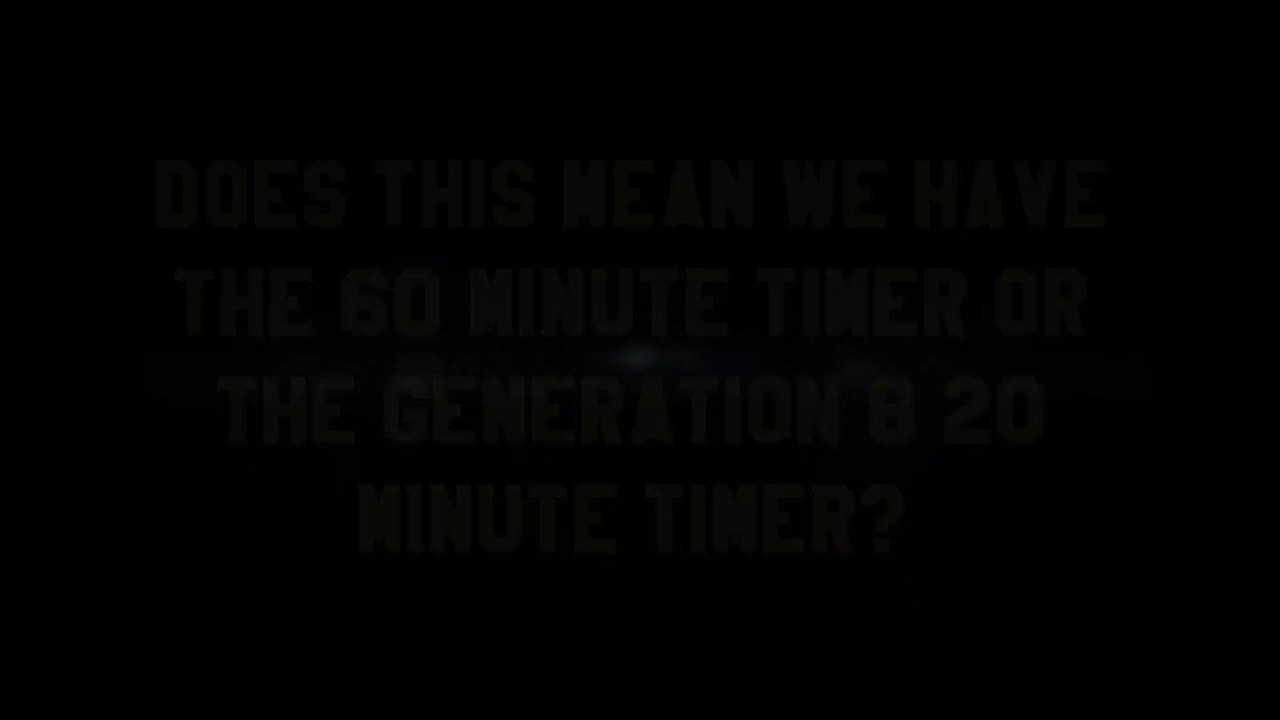 DOES THIS MEAN WE HAVE
THE 60 MINUTE TIMER OR
THE GENERATION 8 20
MINUTE TIMER?